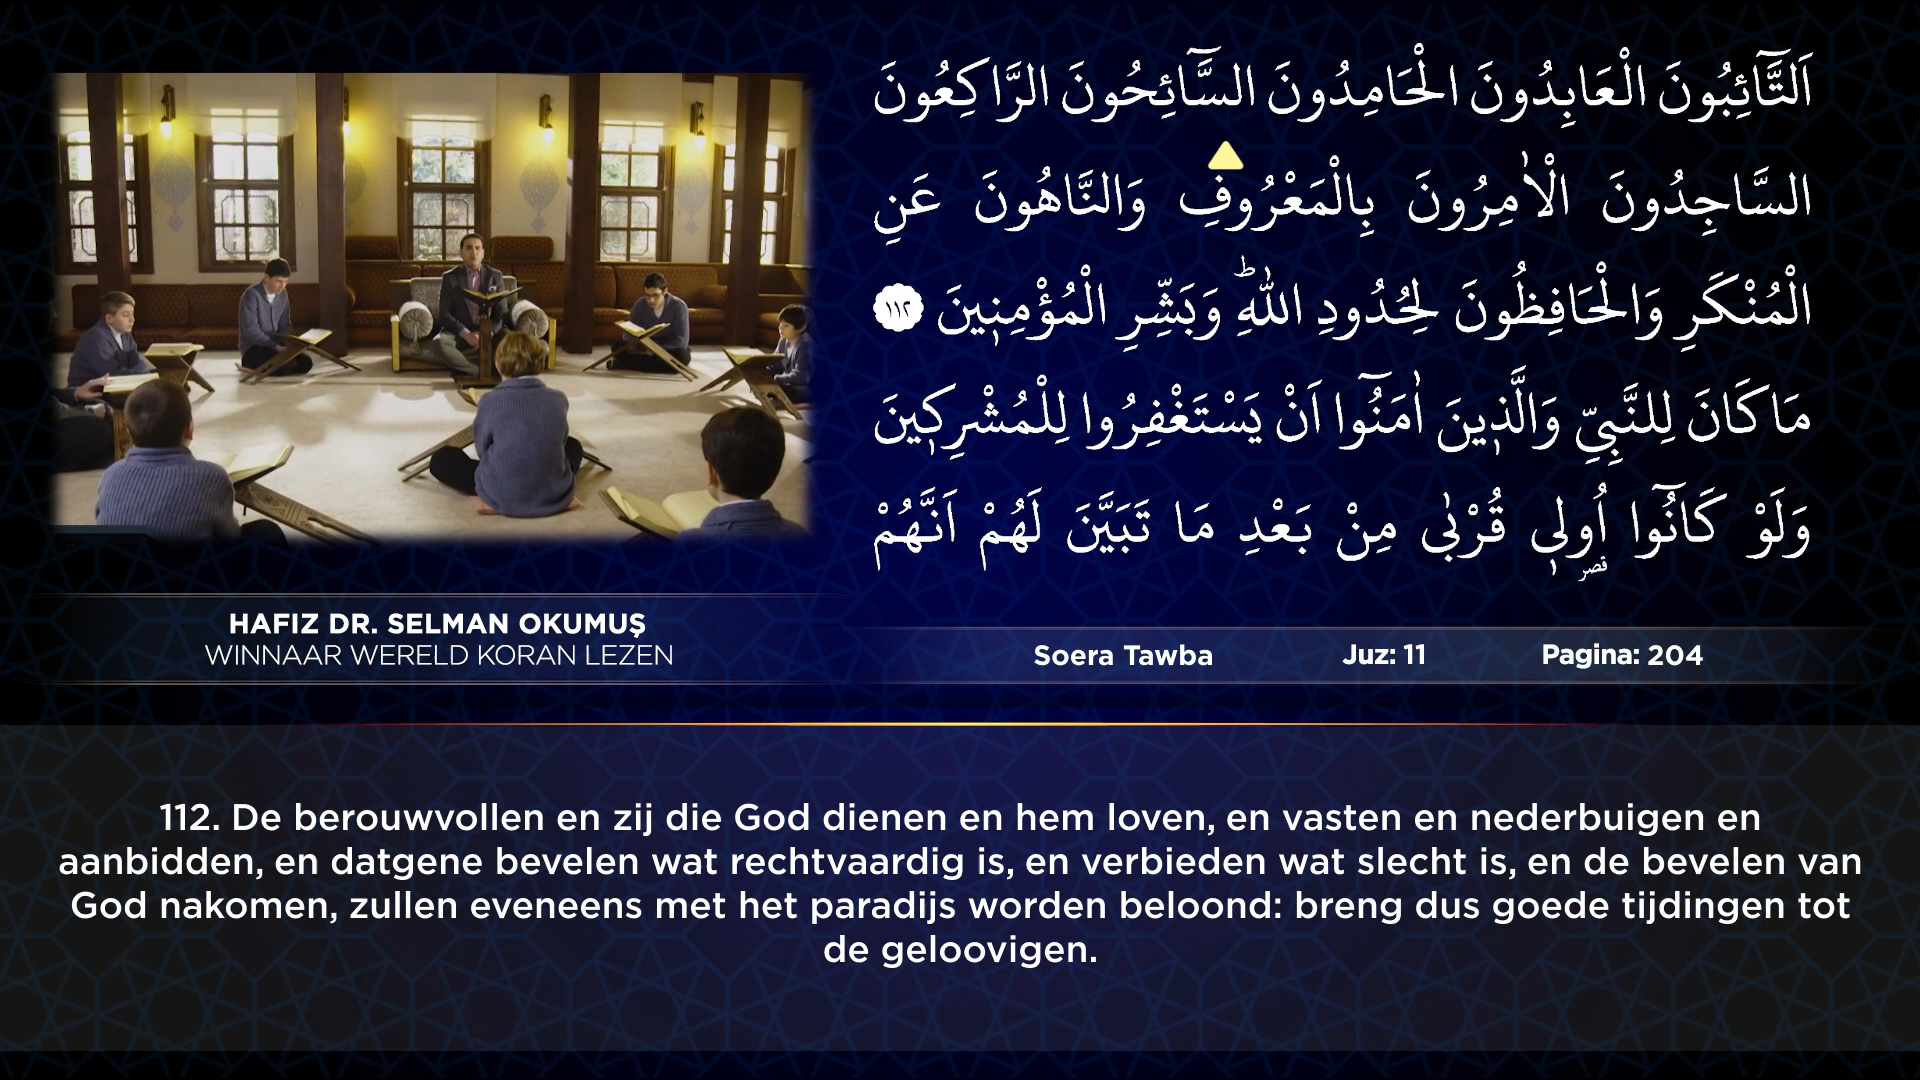 اَلتَّٓائِبُونَ الْعَابِدُونَ الْحَامِدُونَ السَّٓائِحُونَ الرَّاكِعُونَ
السَّاجِدُونَ الْاٰمِرُونَ بِالْمَعْرُوفِ وَالنَّاهُونَ عَنِ
الْمُنْكَرِ وَالْحَافِظُونَ لِحُدُودِ اللّٰهِۜ وَبَشِّرِ الْمُؤْمِن۪ينَ ١١٢
مَا كَانَ لِلنَّبِيِّ وَالَّذ۪ينَ اٰمَنُٓوا اَنْ يَسْتَغْفِرُوا لِلْمُشْرِك۪ينَ
وَلَوْ كَانُٓوا اُو۬ل۪ي قُرْبٰى مِنْ بَعْدِ مَا تَبَيَّنَ لَهُمْ اَنَّهُمْ
قصر
HAFIZ DR. SELMAN OKUMUŞ
WINNAAR WERELD KORAN LEZEN
Soera Tawba Juz: 11 Pagina: 204
112. De berouwvollen en zij die God dienen en hem loven, en vasten en nederbuigen en
aanbidden, en datgene bevelen wat rechtvaardig is, en verbieden wat slecht is, en de bevelen van
God nakomen, zullen eveneens met het paradijs worden beloond: breng dus goede tijdingen tot
de geloovigen.